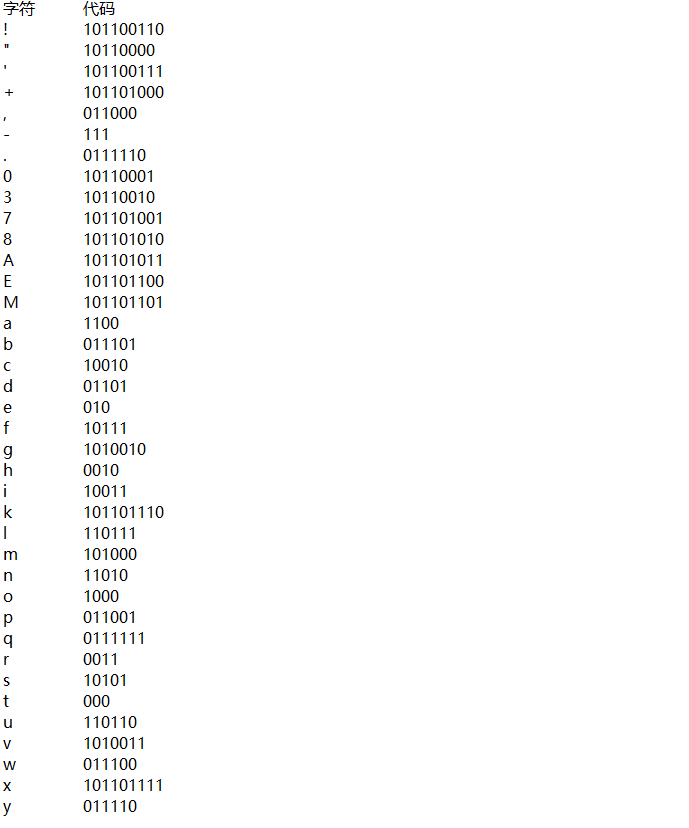 字符 代码
! 101100110
" 10110000
' 101100111
+ 101101000
, 011000
- 111
. 0111110
0 10110001
3 10110010
7 101101001
8 101101010
A 101101011
E 101101100
M 101101101
a 1100
b 011101
c 10010
d 01101
e 010
f 10111
g 1010010
h 0010
i 10011
k 101101110
l 110111
m 101000
n 11010
o 1000
p 011001
q 0111111
r 0011
s 10101
t 000
u 110110
v 1010011
w 011100
x 101101111
y 011110